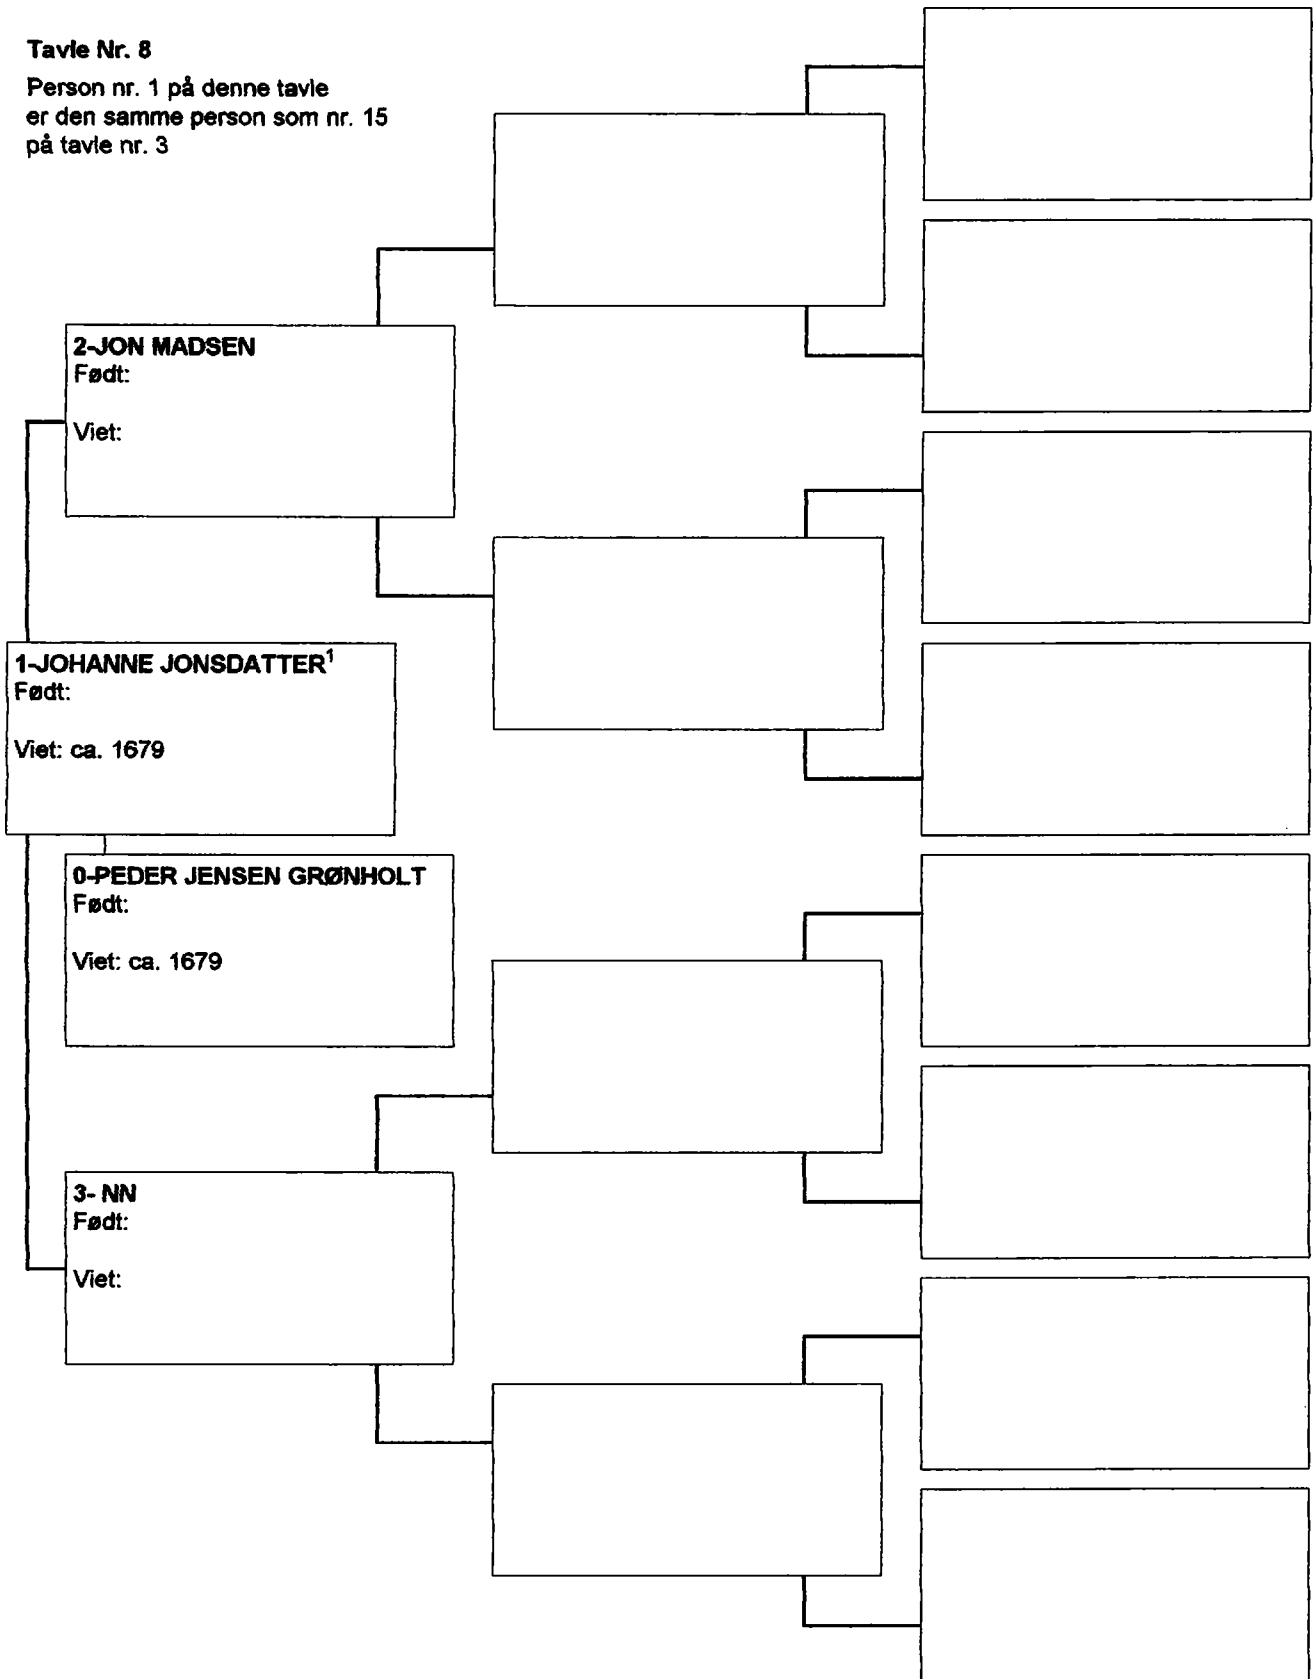 Tavle Nr. 8
Person nr. 1 på denne tavle
er den samme person som nr. 15
på tavle nr. 3
2-JON MADSEN
Født:
Viet:
1-JOHANNE JONSDATTER¹
Født:
Viet: ca. 1679
0-PEDER JENSEN GRØNHOLT
Født:
Viet: ca. 1679
3- NN
Født:
Viet: